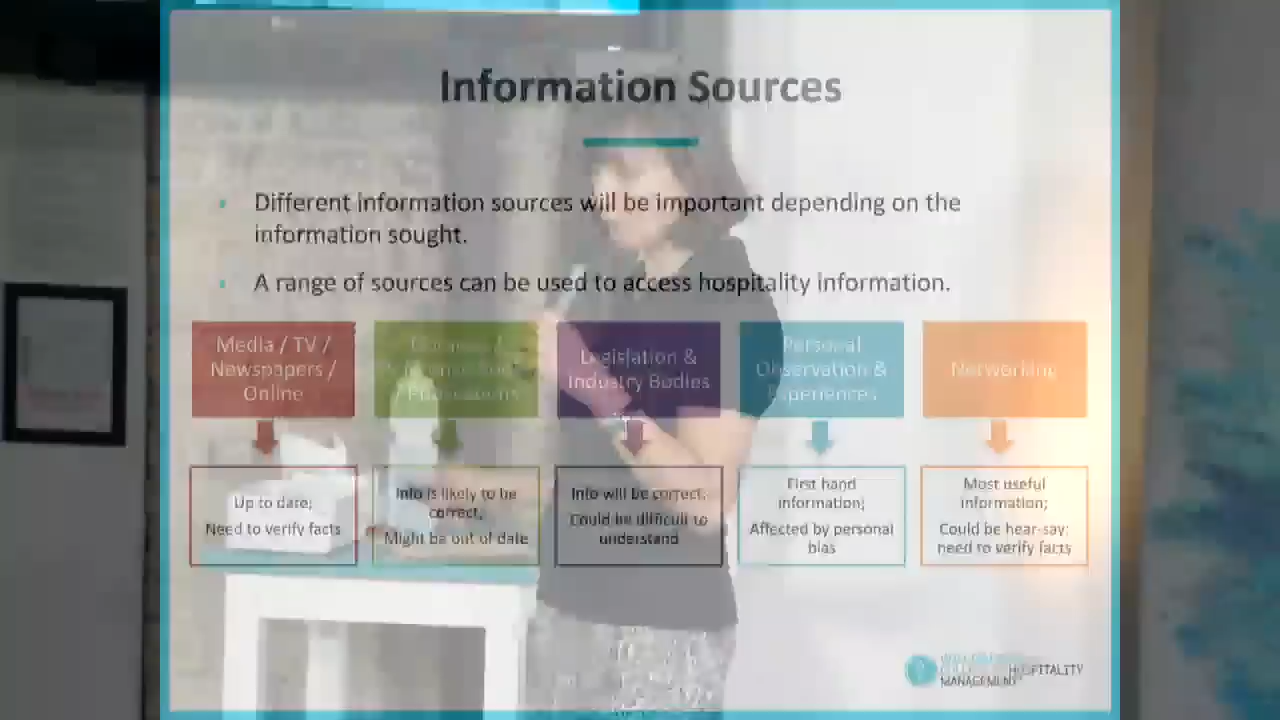 Information Sources
Different information sources will be important depending on the
information sought.
A range of sources can be used to access hospitality information.
Media / TV /
Newspapers /
Online
/
/ Publications
Legislation &
Industry Bodies
Personal
Observation &
Experiences
Networking
Up to date;
Need to verify facts
Info is likely to be
correct;
Might be out of date
Info will be correct;
Could be difficult to
understand
First hand
information;
Affected by personal
bias
Most useful
information;
Could be hear-say;
need to verify facts
HOSPITALITY
MANAGEMENT